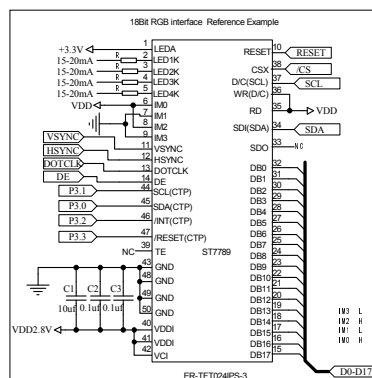 18Bit RGB interface Reference Example
+3.3V 1 LEDA
15-20mA R 2 LED1K
15-20mA R 3 LED2K
15-20mA R 4 LED3K
15-20mA R 5 LED4K
VDD 6 IM0
7 IM1
8 IM2
9 IM3
VSYNC 11 VSYNC
HSYNC 12 HSYNC
DOTCLK 13 DOTCLK
DE 14 DE
P3.1 44 SCL(CTP)
P3.0 45 SDA(CTP)
P3.2 46 /INT(CTP)
P3.3 47 /RESET(CTP)
NC 39 TE
ST7789
43 GND
48 GND
49 GND
50 GND
C1 C2 C3
10uf 0.1uf 0.1uf
VDD2.8V 40 VDDI
41 VDDI
42 VCI
RESET 10 RESET
CSX 38 /CS
D/C(SCL) 37 SCL
WR(D/C) 36
RD 35 VDD
SDI(SDA) 34 SDA
SDO 33 NC
DB0 32
DB1 31
DB2 30
DB3 29
DB4 28
DB5 27
DB6 26
DB7 25
DB8 24
DB9 23
DB10 22
DB11 21
DB12 20
DB13 19
DB14 18
DB15 17
DB16 16
DB17 15
IM3 L
IM2 H
IM1 L
IM0 H
D0-D17
ER-TFT024IPS-3